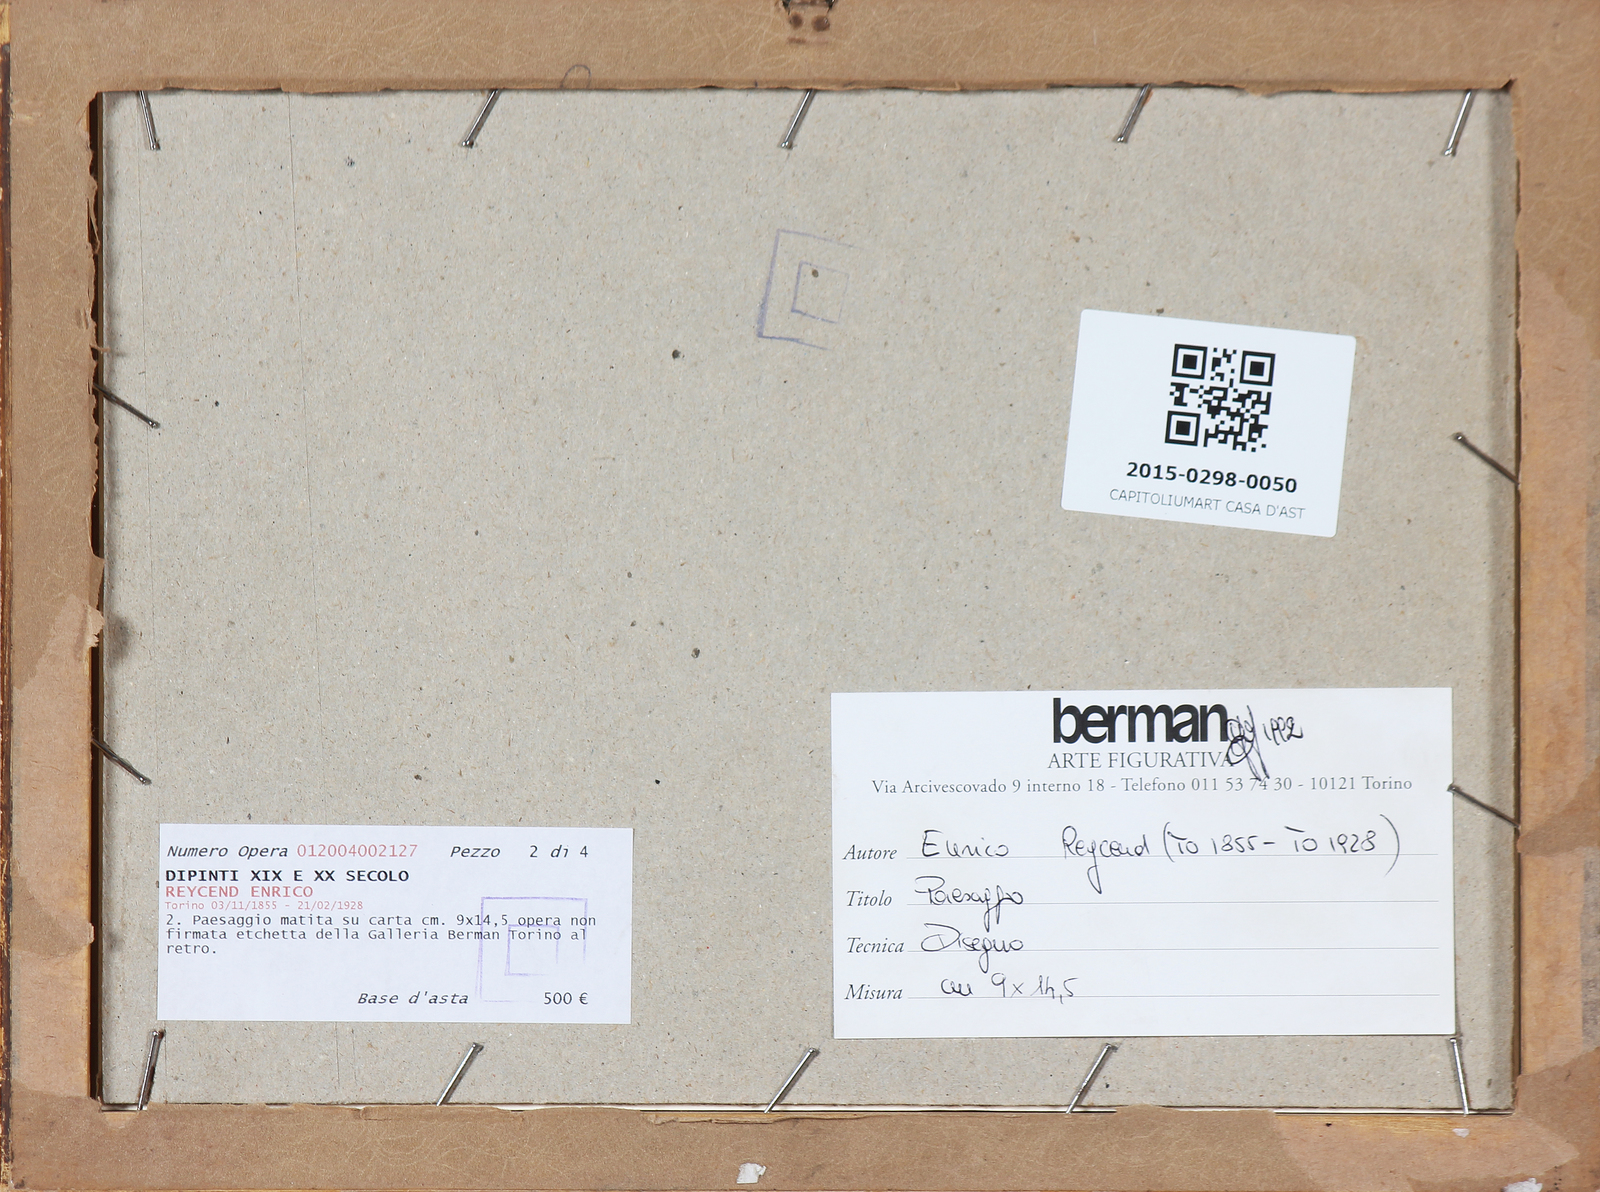 2015-0298-0050
CAPITOLIUMART CASA D'AST
berman
1992
ARTE FIGURATIVA
Via Arcivescovado 9 interno 18 - Telefono 011 53 74 30 - 10121 Torino
Autore Enrico Reycend (TO 1855 - TO 1928)
Titolo Paesaggio
Tecnica Disegno
Misura cm 9x14,5
Numero Opera 012004002127 Pezzo 2 di 4
DIPINTI XIX E XX SECOLO
REYCEND ENRICO
Torino 03/11/1855 - 21/02/1928
2. Paesaggio matita su carta cm. 9x14,5 opera non
firmata etchetta della Galleria Berman Torino al
retro.
Base d'asta 500 €